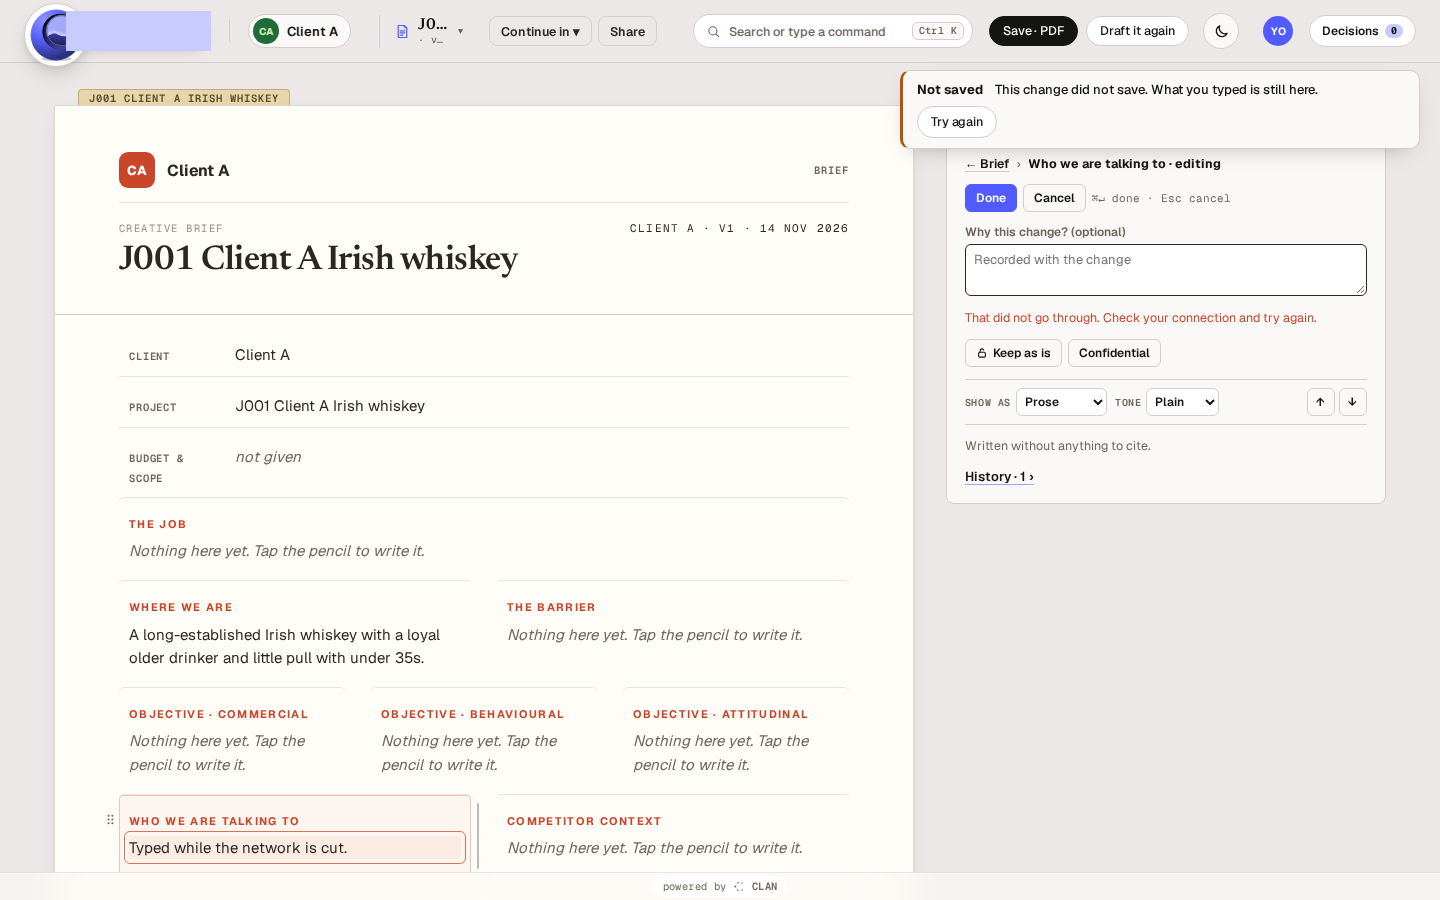 CA Client A
J0...
· v...
Continue in ▾
Share
Search or type a command
Ctrl K
Save · PDF
Draft it again
YO
Decisions 0
J001 CLIENT A IRISH WHISKEY
Not saved This change did not save. What you typed is still here.
Try again
CA Client A
BRIEF
CREATIVE BRIEF
CLIENT A · V1 · 14 NOV 2026
J001 Client A Irish whiskey
← Brief › Who we are talking to · editing
Done
Cancel
⌘↵ done · Esc cancel
Why this change? (optional)
Recorded with the change
That did not go through. Check your connection and try again.
Keep as is
Confidential
SHOW AS Prose TONE Plain ↑ ↓
Written without anything to cite.
History · 1 ›
CLIENT Client A
PROJECT J001 Client A Irish whiskey
BUDGET & SCOPE not given
THE JOB
Nothing here yet. Tap the pencil to write it.
WHERE WE ARE
A long-established Irish whiskey with a loyal
older drinker and little pull with under 35s.
THE BARRIER
Nothing here yet. Tap the pencil to write it.
OBJECTIVE · COMMERCIAL
Nothing here yet. Tap the
pencil to write it.
OBJECTIVE · BEHAVIOURAL
Nothing here yet. Tap the
pencil to write it.
OBJECTIVE · ATTITUDINAL
Nothing here yet. Tap the
pencil to write it.
WHO WE ARE TALKING TO
Typed while the network is cut.
COMPETITOR CONTEXT
Nothing here yet. Tap the pencil to write it.
powered by CLAN